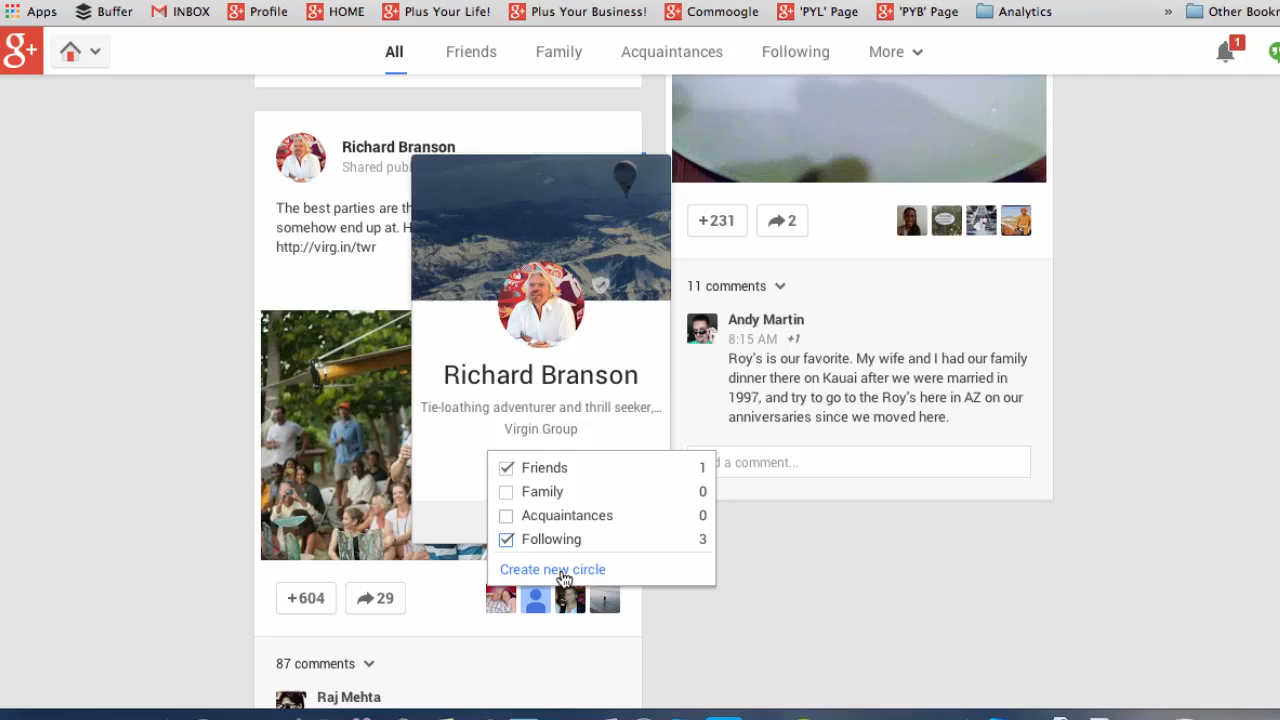 Apps Buffer INBOX Profile HOME Plus Your Life! Plus Your Business! Commoogle 'PYL' Page 'PYB' Page Analytics » Other Bookm
g+ All Friends Family Acquaintances Following More 1
Richard Branson
Shared publ
The best parties are th
somehow end up at. H
http://virg.in/twr
Richard Branson
Tie-loathing adventurer and thrill seeker,...
Virgin Group
Friends 1
Family 0
Acquaintances 0
Following 3
Create new circle
+604 29
87 comments
Raj Mehta
+231 2
11 comments
Andy Martin
8:15 AM +1
Roy's is our favorite. My wife and I had our family
dinner there on Kauai after we were married in
1997, and try to go to the Roy's here in AZ on our
anniversaries since we moved here.
d a comment...